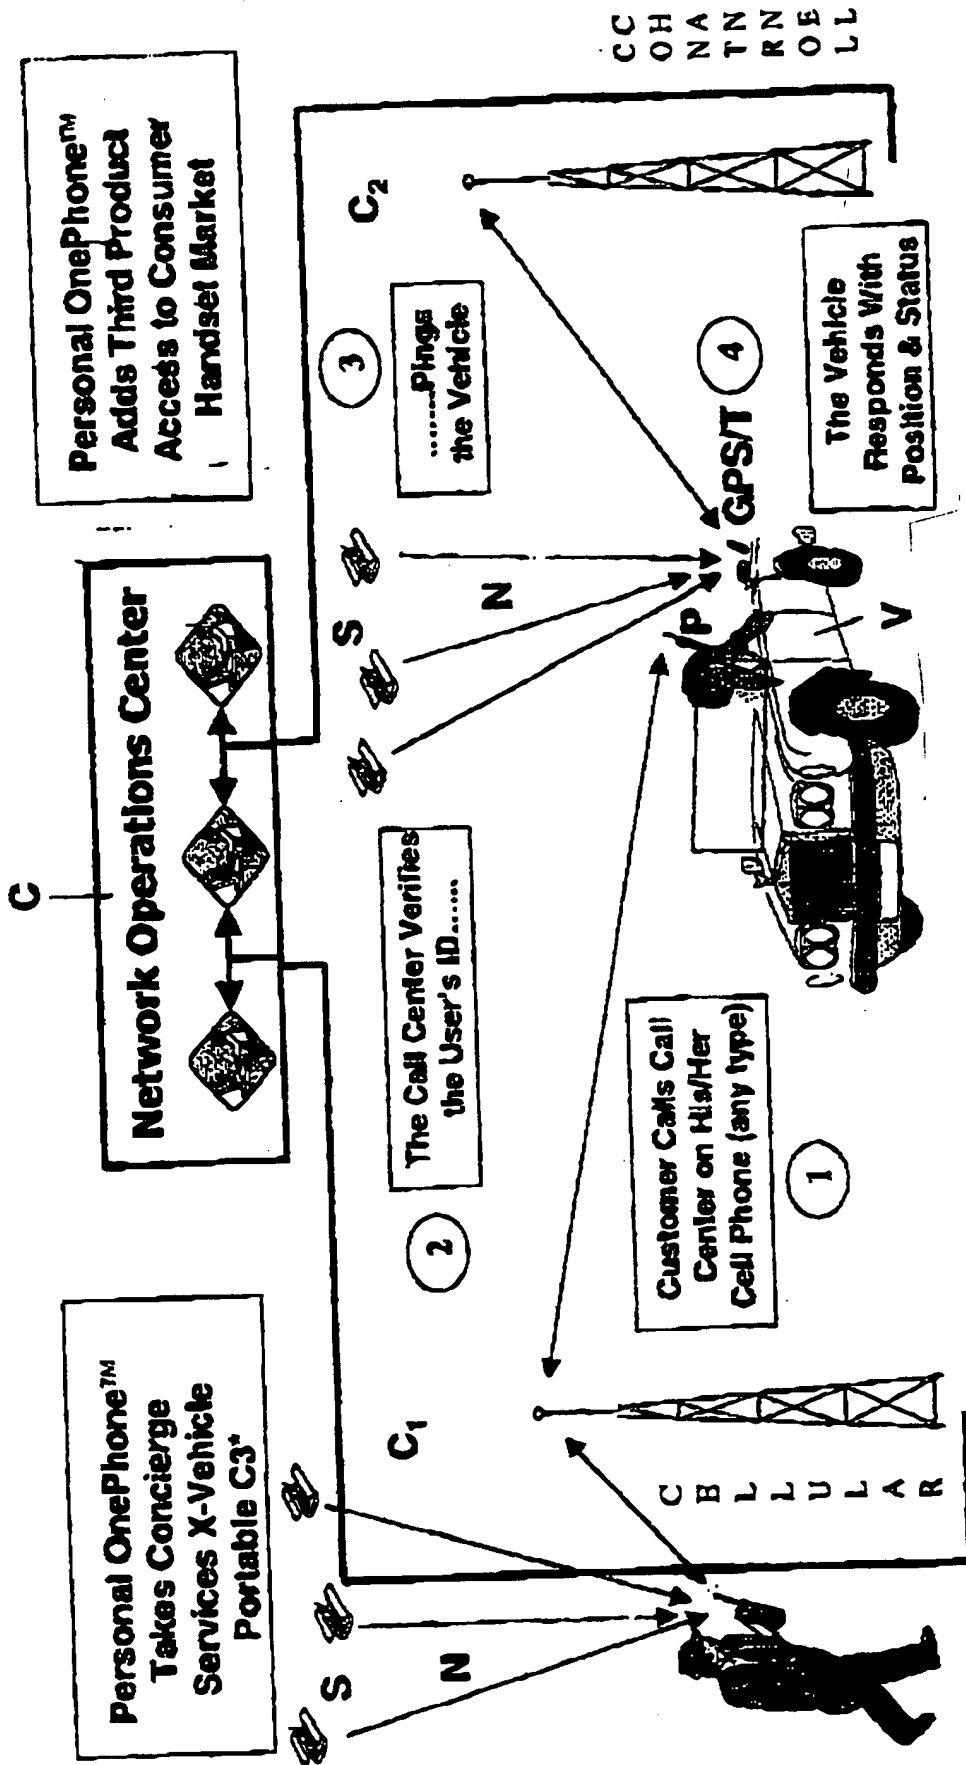 Personal OnePhone™
Takes Concierge
Services X-Vehicle
Portable C3*
C
Network Operations Center
Personal OnePhone™
Adds Third Product
Access to Consumer
Handset Market
S
N
C1
2
The Call Center Verifies
the User's ID......
S
N
3
.......Pings
the Vehicle
C2
C
B
L
L
U
L
A
R
1
Customer Calls Call
Center on His/Her
Cell Phone (any type)
P
GPS/T
V
4
The Vehicle
Responds With
Position & Status
C C
O H
N A
T N
R N
O E
L L